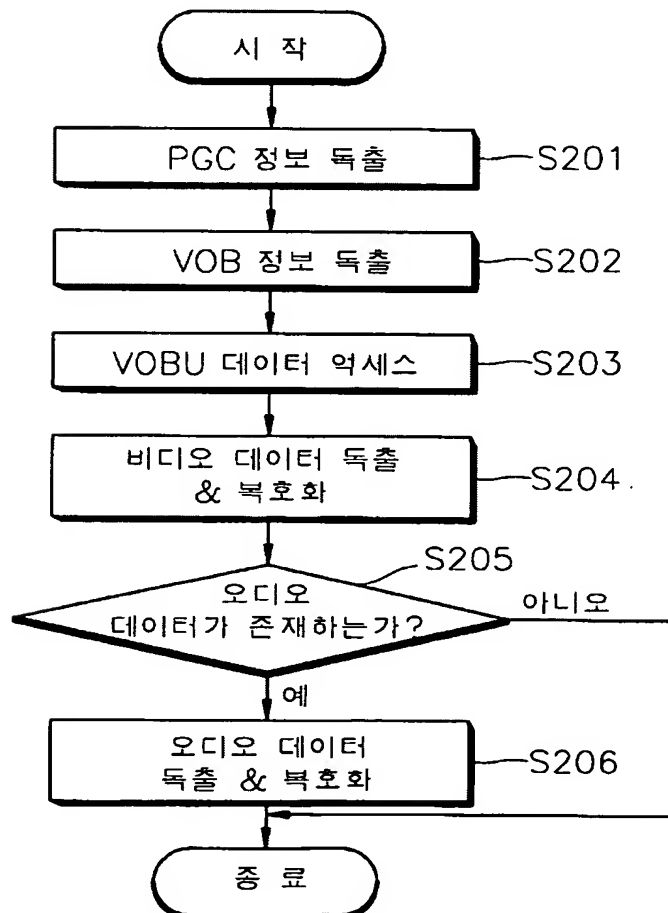 시 작
PGC 정보 독출
S201
VOB 정보 독출
S202
VOBU 데이터 억세스
S203
비디오 데이터 독출
& 복호화
S204
S205
오디오
데이터가 존재하는가?
아니오
예
오디오 데이터
독출 & 복호화
S206
종 료